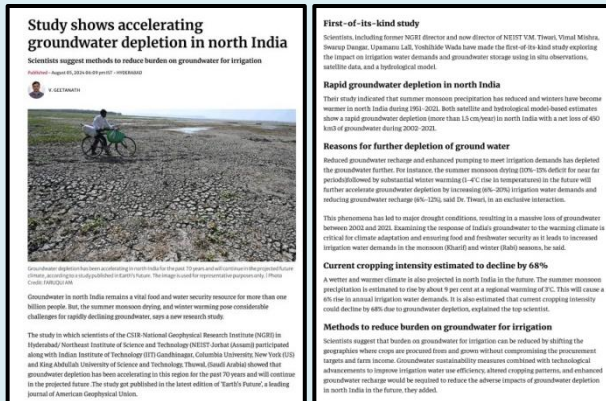 Study shows accelerating
groundwater depletion in north India
Scientists suggest methods to reduce burden on groundwater for irrigation
Published - August 05, 2024 06:09 pm IST - HYDERABAD
V. GEETANATH
Groundwater depletion has been accelerating in north India for the past 70 years and will continue in the projected future
climate, according to a study published in Earth's Future. The image is used for representative purposes only. | Photo
Credit: FARUQUI AM
Groundwater in north India remains a vital food and water security resource for more than one
billion people. But, the summer monsoon drying, and winter warming pose considerable
challenges for rapidly declining groundwater, says a new research study.
The study in which scientists of the CSIR-National Geophysical Research Institute (NGRI) in
Hyderabad/ Northeast Institute of Science and Technology (NEIST-Jorhat (Assam)) participated
along with Indian Institute of Technology (IIT) Gandhinagar, Columbia University, New York (US)
and King Abdullah University of Science and Technology, Thuwal, (Saudi Arabia) showed that
groundwater depletion has been accelerating in this region for the past 70 years and will continue
in the projected future. The study got published in the latest edition of 'Earth's Future', a leading
journal of American Geophysical Union.
First-of-its-kind study
Scientists, including former NGRI director and now director of NEIST V.M. Tiwari, Vimal Mishra,
Swarup Dangar, Upamanu Lall, Yoshihide Wada have made the first-of-its-kind study exploring
the impact on irrigation water demands and groundwater storage using in situ observations,
satellite data, and a hydrological model.
Rapid groundwater depletion in north India
Their study indicated that summer monsoon precipitation has reduced and winters have become
warmer in north India during 1951-2021. Both satellite and hydrological model-based estimates
show a rapid groundwater depletion (more than 1.5 cm/year) in north India with a net loss of 450
km3 of groundwater during 2002-2021.
Reasons for further depletion of ground water
Reduced groundwater recharge and enhanced pumping to meet irrigation demands has depleted
the groundwater further. For instance, the summer monsoon drying (10%-15% deficit for near far
periods)followed by substantial winter warming (1-4°C rise in temperatures) in the future will
further accelerate groundwater depletion by increasing (6%-20%) irrigation water demands and
reducing groundwater recharge (6%-12%), said Dr. Tiwari, in an exclusive interaction.
This phenomena has led to major drought conditions, resulting in a massive loss of groundwater
between 2002 and 2021. Examining the response of India's groundwater to the warming climate is
critical for climate adaptation and ensuring food and freshwater security as it leads to increased
irrigation water demands in the monsoon (Kharif) and winter (Rabi) seasons, he said.
Current cropping intensity estimated to decline by 68%
A wetter and warmer climate is also projected in north India in the future. The summer monsoon
precipitation is estimated to rise by about 9 per cent at a regional warming of 3°C. This will cause a
6% rise in annual irrigation water demands. It is also estimated that current cropping intensity
could decline by 68% due to groundwater depletion, explained the top scientist.
Methods to reduce burden on groundwater for irrigation
Scientists suggest that burden on groundwater for irrigation can be reduced by shifting the
geographies where crops are procured from and grown without compromising the procurement
targets and farm income. Groundwater sustainability measures combined with technological
advancements to improve irrigation water use efficiency, altered cropping patterns, and enhanced
groundwater recharge would be required to reduce the adverse impacts of groundwater depletion
in north India in the future, they added.